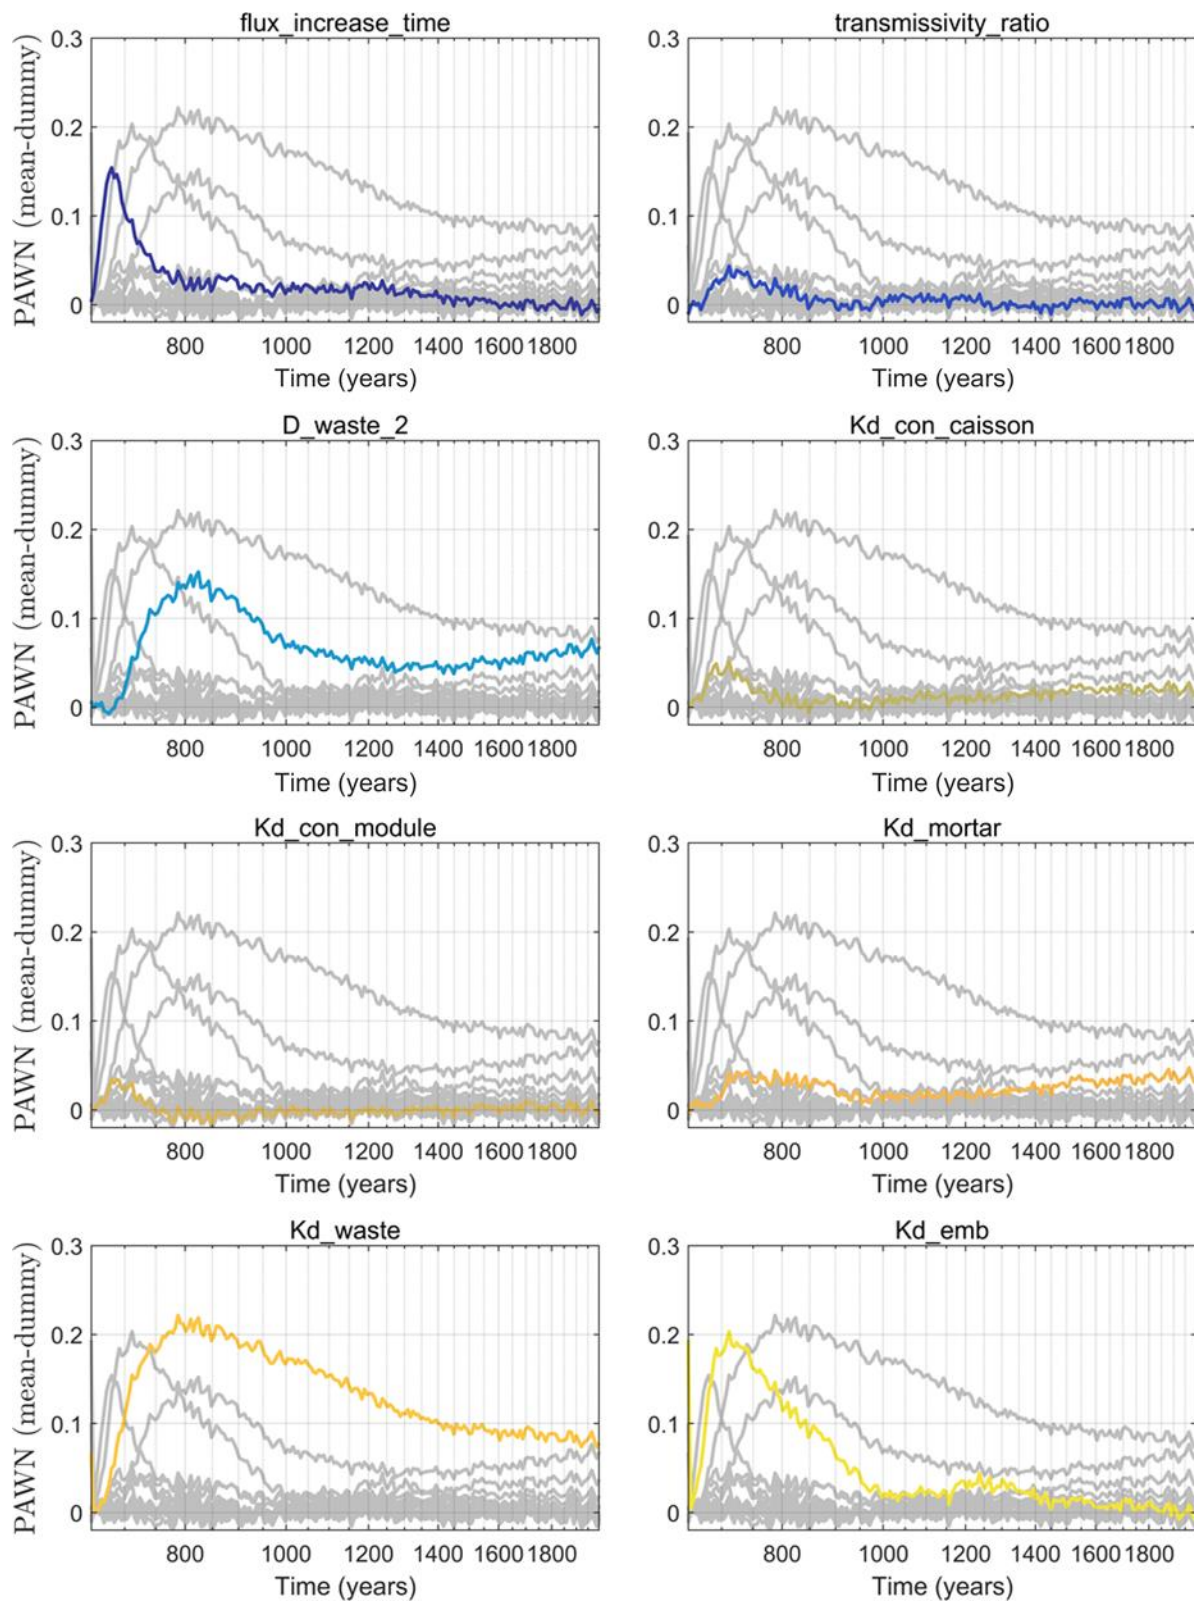 flux_increase_time
transmissivity_ratio
PAWN (mean-dummy)
0.3
0.2
0.1
0
800 1000 1200 1400 1600 1800
Time (years)
800 1000 1200 1400 1600 1800
Time (years)
D_waste_2
Kd_con_caisson
PAWN (mean-dummy)
0.3
0.2
0.1
0
0.3
0.2
0.1
0
800 1000 1200 1400 1600 1800
Time (years)
800 1000 1200 1400 1600 1800
Time (years)
Kd_con_module
Kd_mortar
PAWN (mean-dummy)
0.3
0.2
0.1
0
0.3
0.2
0.1
0
800 1000 1200 1400 1600 1800
Time (years)
800 1000 1200 1400 1600 1800
Time (years)
Kd_waste
Kd_emb
PAWN (mean-dummy)
0.3
0.2
0.1
0
0.3
0.2
0.1
0
800 1000 1200 1400 1600 1800
Time (years)
800 1000 1200 1400 1600 1800
Time (years)
0.3
0.2
0.1
0